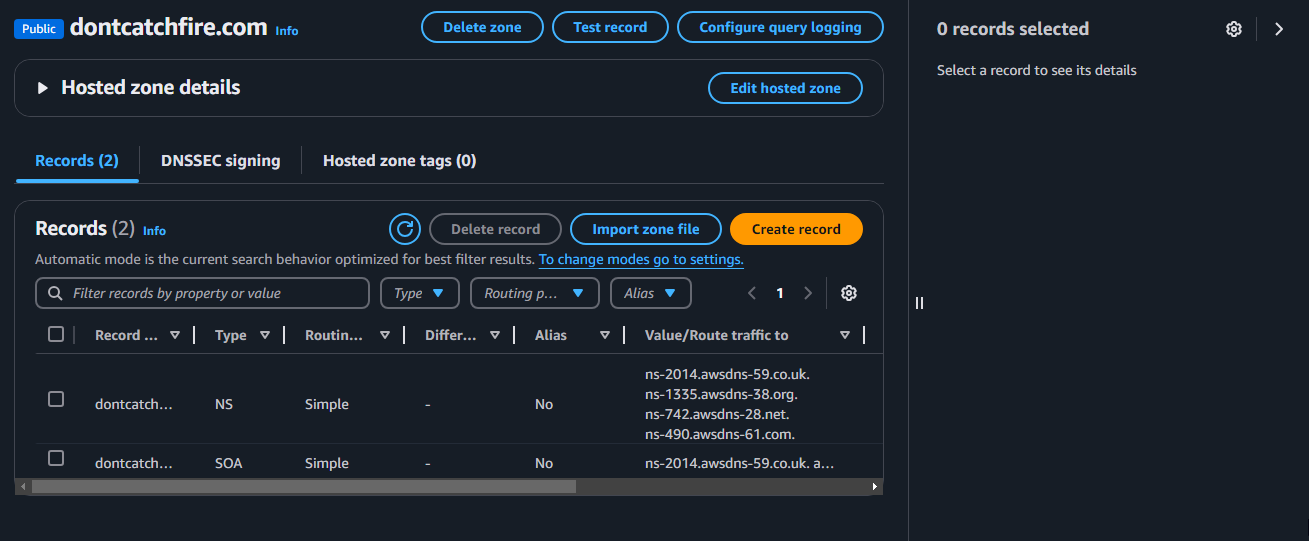 Public dontcatchfire.com Info
Delete zone
Test record
Configure query logging
Hosted zone details
Edit hosted zone
Records (2)
DNSSEC signing
Hosted zone tags (0)
Records (2) Info
Delete record
Import zone file
Create record
Automatic mode is the current search behavior optimized for best filter results. To change modes go to settings.
Filter records by property or value
Type
Routing p...
Alias
1
Record ...
Type
Routin...
Differ...
Alias
Value/Route traffic to
dontcatch...
NS
Simple
-
No
ns-2014.awsdns-59.co.uk.
ns-1335.awsdns-38.org.
ns-742.awsdns-28.net.
ns-490.awsdns-61.com.
dontcatch...
SOA
Simple
-
No
ns-2014.awsdns-59.co.uk. a...
0 records selected
Select a record to see its details